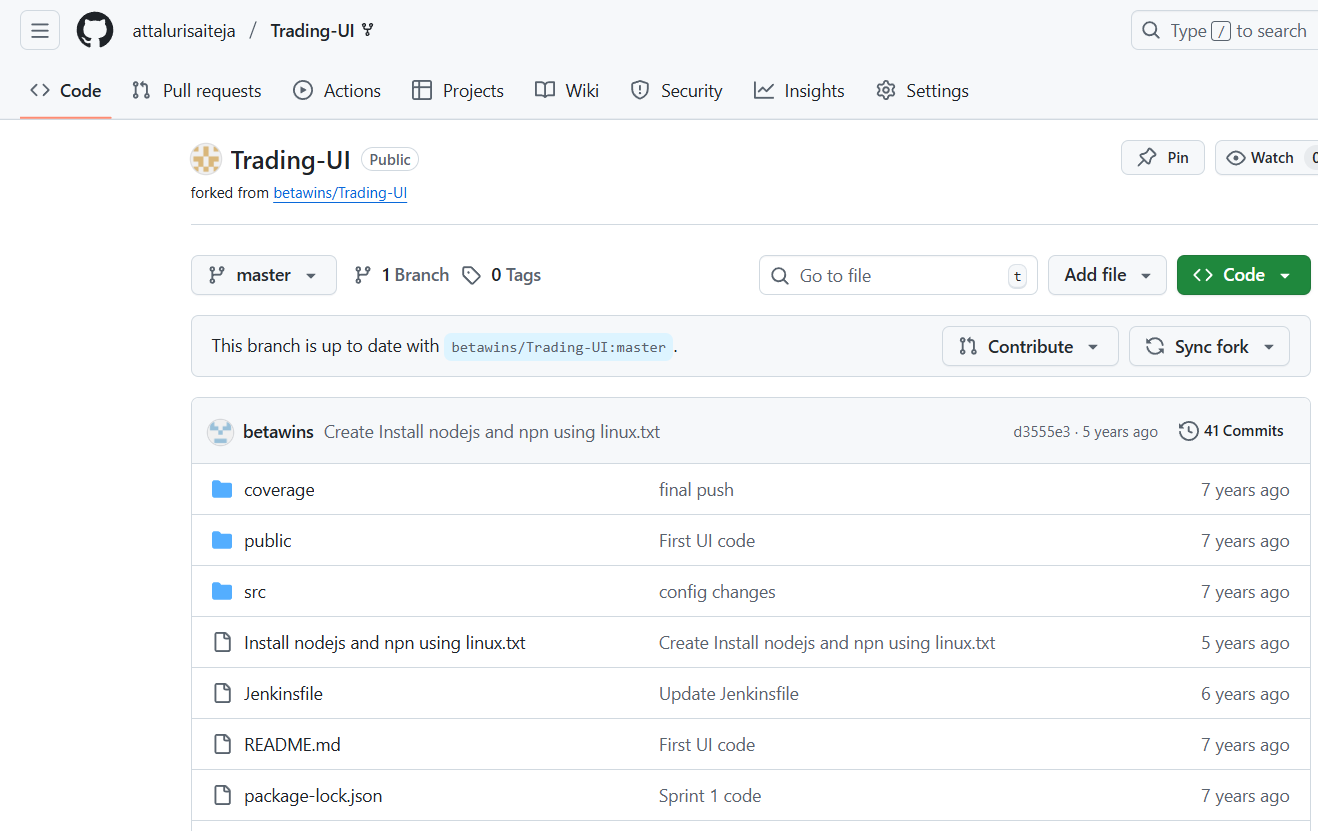 attalurisaiteja / Trading-UI
Type / to search
Code Pull requests Actions Projects Wiki Security Insights Settings
Trading-UI Public
Pin Watch 0
forked from betawins/Trading-UI
master 1 Branch 0 Tags Go to file t Add file Code
This branch is up to date with betawins/Trading-UI:master . Contribute Sync fork
betawins Create Install nodejs and npn using linux.txt d3555e3 · 5 years ago 41 Commits
coverage final push 7 years ago
public First UI code 7 years ago
src config changes 7 years ago
Install nodejs and npn using linux.txt Create Install nodejs and npn using linux.txt 5 years ago
Jenkinsfile Update Jenkinsfile 6 years ago
README.md First UI code 7 years ago
package-lock.json Sprint 1 code 7 years ago